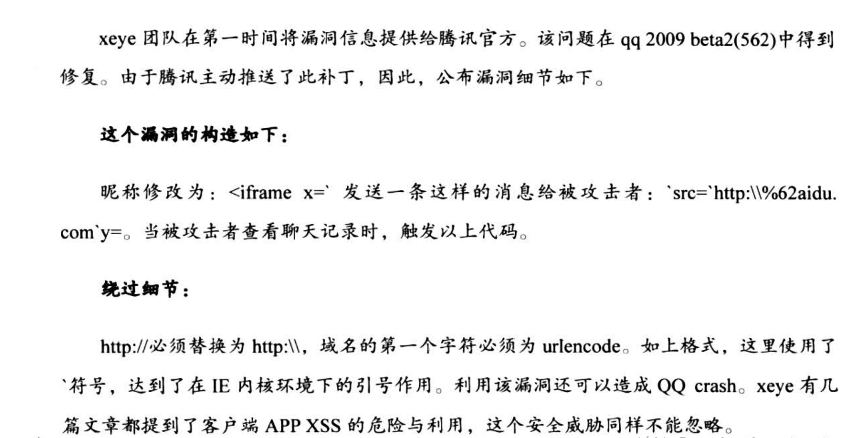 xeye 团队在第一时间将漏洞信息提供给腾讯官方。该问题在 qq 2009 beta2(562)中得到
修复。由于腾讯主动推送了此补丁，因此，公布漏洞细节如下。
这个漏洞的构造如下：
昵称修改为：<iframe x=` 发送一条这样的消息给被攻击者：`src=`http:\\%62aidu.
com`y=。当被攻击者查看聊天记录时，触发以上代码。
绕过细节：
http://必须替换为 http:\\，域名的第一个字符必须为 urlencode。如上格式，这里使用了
`符号，达到了在 IE 内核环境下的引号作用。利用该漏洞还可以造成 QQ crash。xeye 有几
篇文章都提到了客户端 APP XSS 的危险与利用，这个安全威胁同样不能忽略。